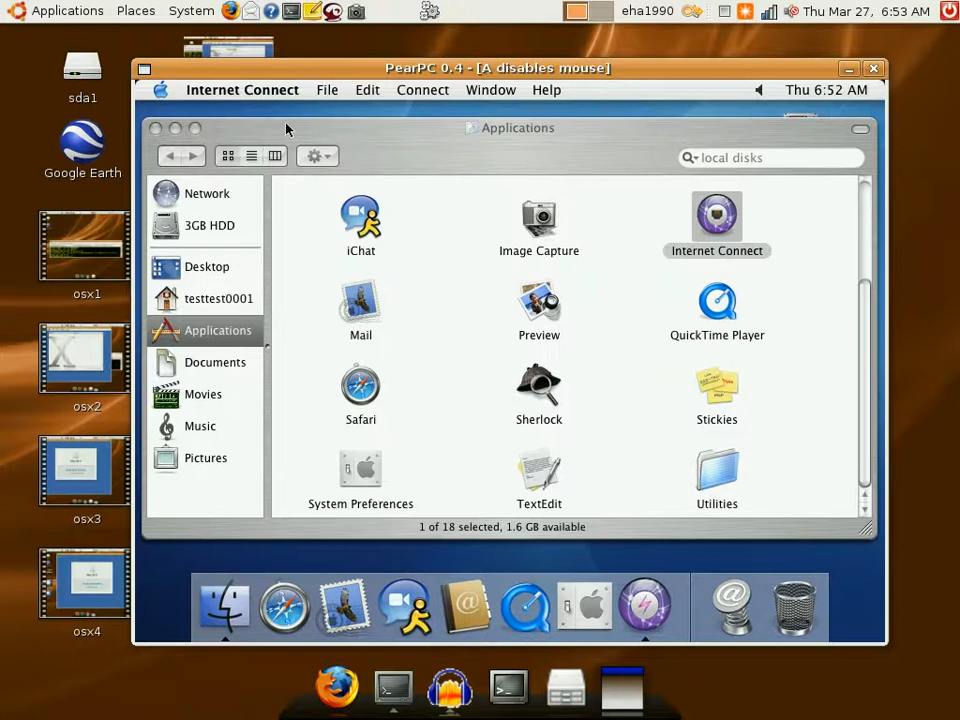 Applications Places System eha1990 Thu Mar 27, 6:53 AM
sda1
Google Earth
osx1
osx2
osx3
osx4
PearPC 0.4 - [A disables mouse]
Internet Connect File Edit Connect Window Help Thu 6:52 AM
Applications
local disks
Network
3GB HDD
Desktop
testtest0001
Applications
Documents
Movies
Music
Pictures
iChat Image Capture Internet Connect
Mail Preview QuickTime Player
Safari Sherlock Stickies
System Preferences TextEdit Utilities
1 of 18 selected, 1.6 GB available